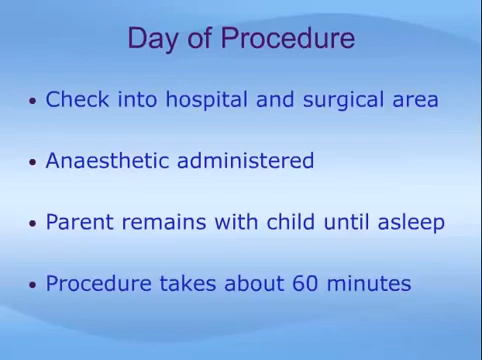 Day of Procedure
• Check into hospital and surgical area
• Anaesthetic administered
• Parent remains with child until asleep
• Procedure takes about 60 minutes